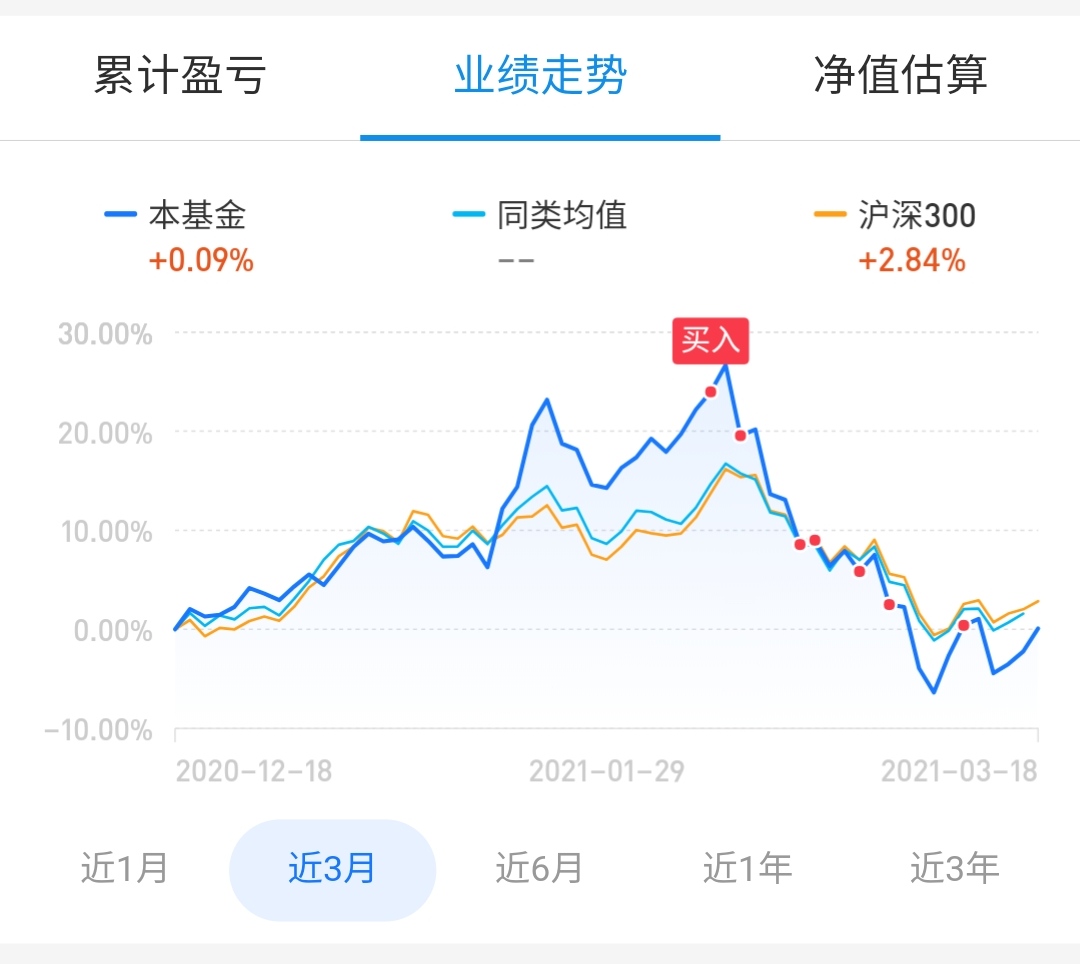 累计盈亏 业绩走势 净值估算
本基金 同类均值 沪深300
+0.09% -- +2.84%
买入
30.00%
20.00%
10.00%
0.00%
-10.00%
2020-12-18 2021-01-29 2021-03-18
近1月 近3月 近6月 近1年 近3年